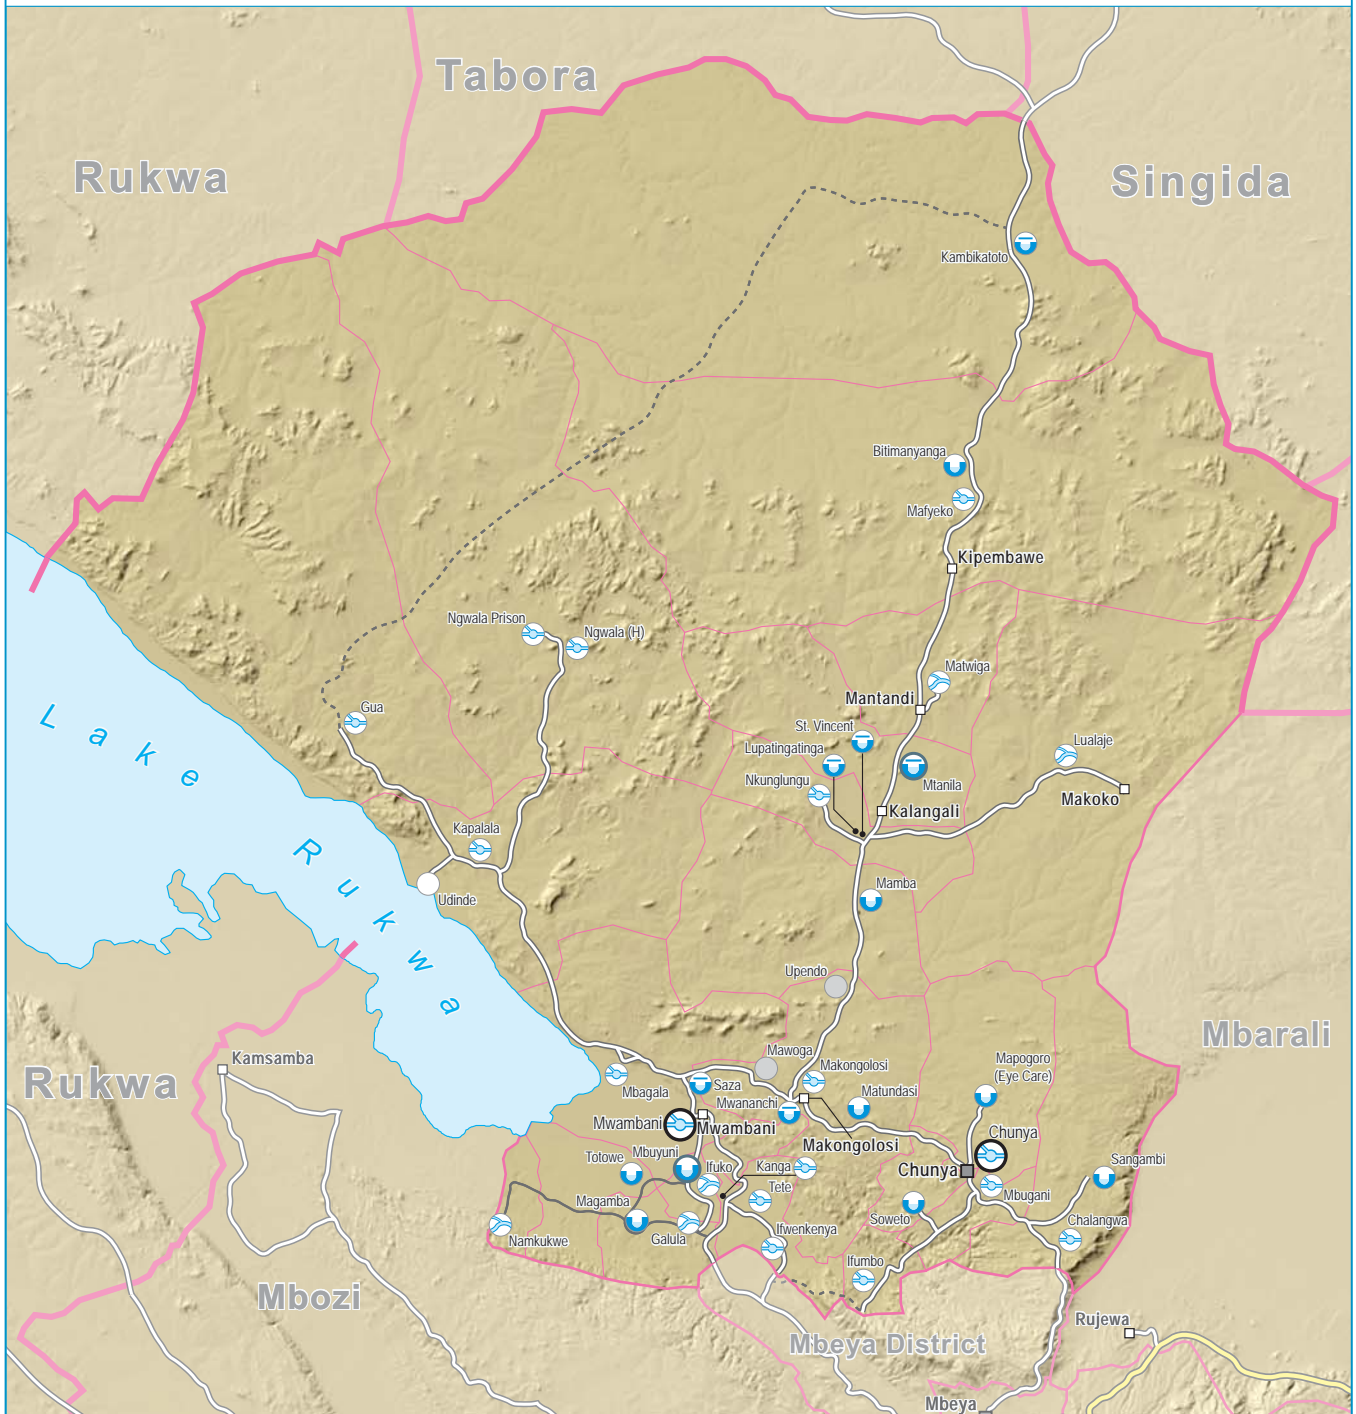 Tabora
Rukwa
Singida
Kambikatoto
Bitimanyanga
Mafyeko
Kipembawe
Ngwala Prison
Ngwala (H)
Matwiga
Mantandi
Gua
St. Vincent
Lupatingatinga
Lualaje
Nkunglungu
Mtanila
Makoko
Kalangali
Lake Rukwa
Kapalala
Udinde
Mamba
Upendo
Mbarali
Kamsamba
Rukwa
Mawoga
Makongolosi
Mapogoro
(Eye Care)
Mbagala
Saza
Mwananchi
Matundasi
Mwambani
Mwambani
Makongolosi
Chunya
Chunya
Totowe
Mbuyuni
Ifuko
Kanga
Sangambi
Tete
Mbugani
Magamba
Soweto
Chalangwa
Namkukwe
Galula
Ifwenkenya
Ifumbo
Mbozi
Rujewa
Mbeya District
Mbeya